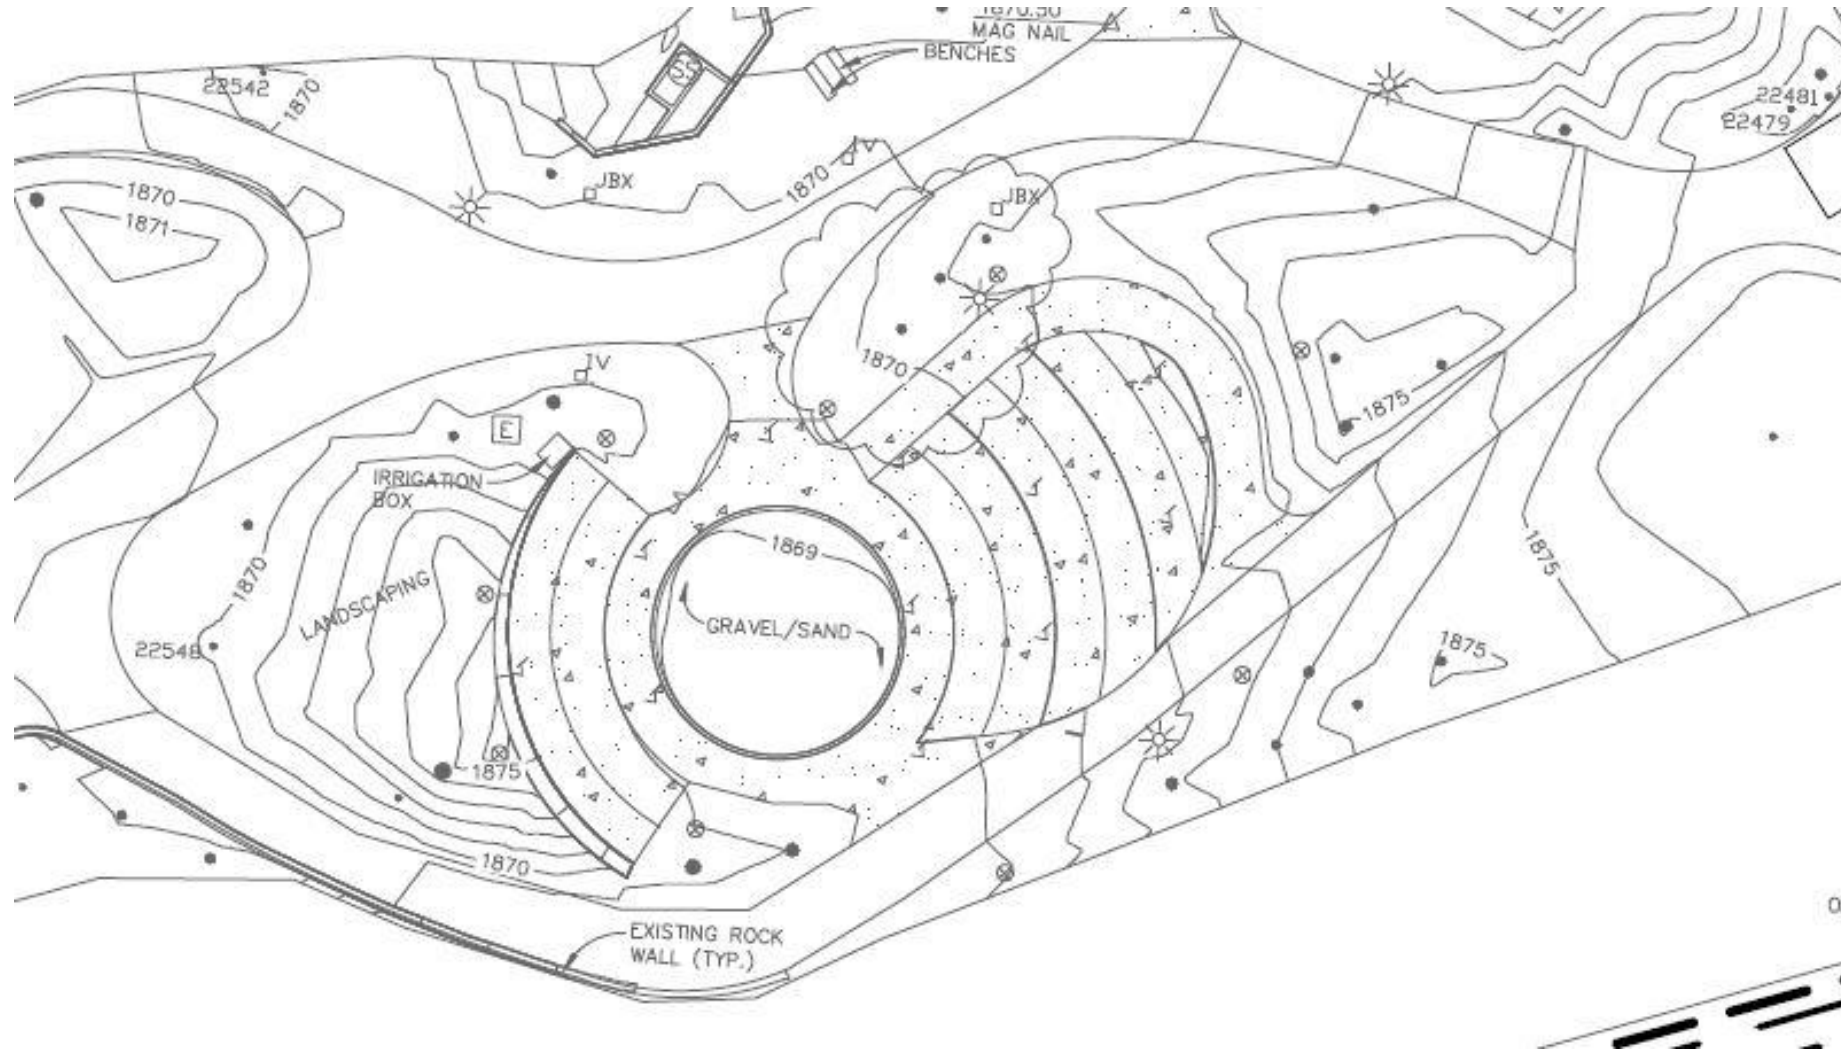 MAG NAIL
BENCHES
22542
1870
22481
22479
IV
JBX
1870
JBX
1870
1871
IV
1870
E
1875
IRRIGATION
BOX
1869
1870
LANDSCAPING
1875
GRAVEL/SAND
22548
1875
1875
1870
EXISTING ROCK
WALL (TYP.)